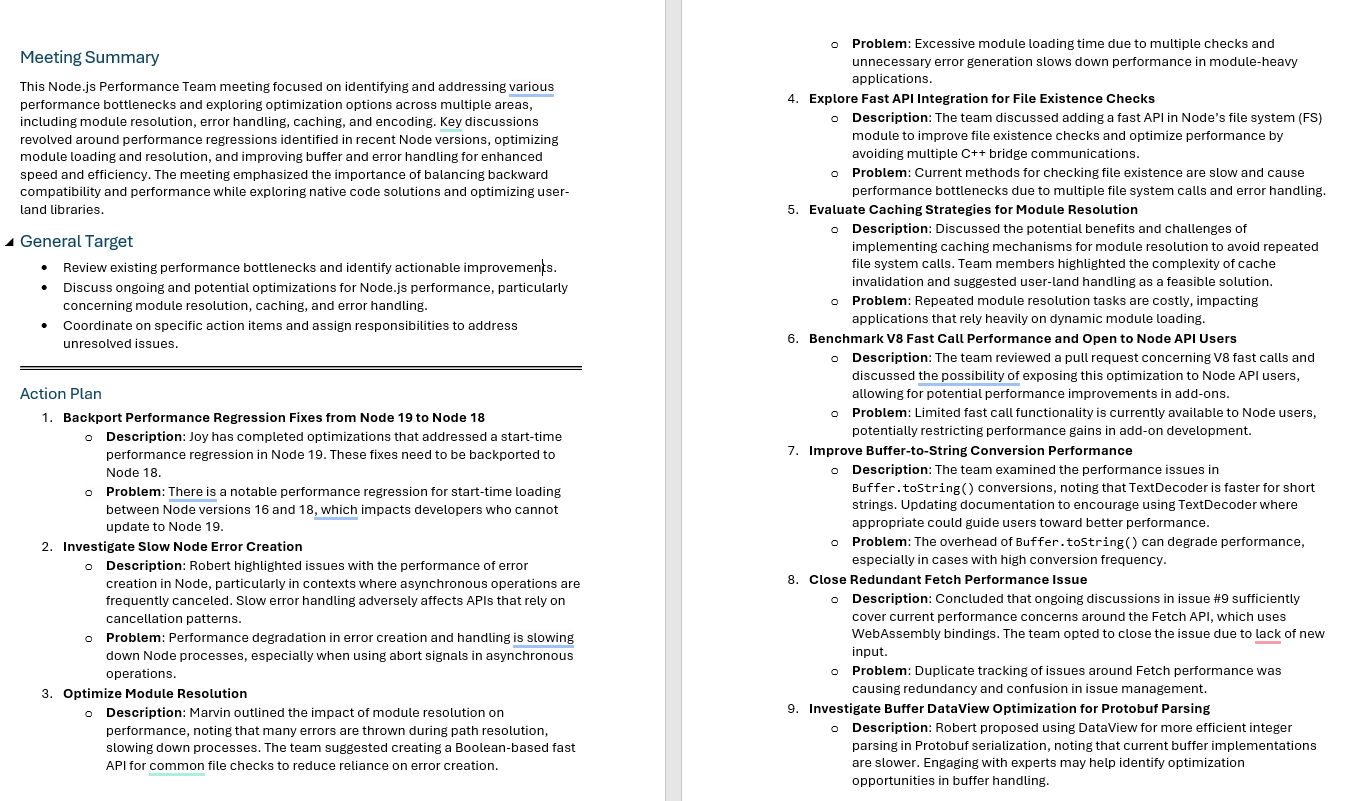 Meeting Summary
This Node.js Performance Team meeting focused on identifying and addressing various
performance bottlenecks and exploring optimization options across multiple areas,
including module resolution, error handling, caching, and encoding. Key discussions
revolved around performance regressions identified in recent Node versions, optimizing
module loading and resolution, and improving buffer and error handling for enhanced
speed and efficiency. The meeting emphasized the importance of balancing backward
compatibility and performance while exploring native code solutions and optimizing user-
land libraries.
General Target
• Review existing performance bottlenecks and identify actionable improvements.
• Discuss ongoing and potential optimizations for Node.js performance, particularly
concerning module resolution, caching, and error handling.
• Coordinate on specific action items and assign responsibilities to address
unresolved issues.
Action Plan
1. Backport Performance Regression Fixes from Node 19 to Node 18
o Description: Joy has completed optimizations that addressed a start-time
performance regression in Node 19. These fixes need to be backported to
Node 18.
o Problem: There is a notable performance regression for start-time loading
between Node versions 16 and 18, which impacts developers who cannot
update to Node 19.
2. Investigate Slow Node Error Creation
o Description: Robert highlighted issues with the performance of error
creation in Node, particularly in contexts where asynchronous operations are
frequently canceled. Slow error handling adversely affects APIs that rely on
cancellation patterns.
o Problem: Performance degradation in error creation and handling is slowing
down Node processes, especially when using abort signals in asynchronous
operations.
3. Optimize Module Resolution
o Description: Marvin outlined the impact of module resolution on
performance, noting that many errors are thrown during path resolution,
slowing down processes. The team suggested creating a Boolean-based fast
API for common file checks to reduce reliance on error creation.
o Problem: Excessive module loading time due to multiple checks and
unnecessary error generation slows down performance in module-heavy
applications.
4. Explore Fast API Integration for File Existence Checks
o Description: The team discussed adding a fast API in Node's file system (FS)
module to improve file existence checks and optimize performance by
avoiding multiple C++ bridge communications.
o Problem: Current methods for checking file existence are slow and cause
performance bottlenecks due to multiple file system calls and error handling.
5. Evaluate Caching Strategies for Module Resolution
o Description: Discussed the potential benefits and challenges of
implementing caching mechanisms for module resolution to avoid repeated
file system calls. Team members highlighted the complexity of cache
invalidation and suggested user-land handling as a feasible solution.
o Problem: Repeated module resolution tasks are costly, impacting
applications that rely heavily on dynamic module loading.
6. Benchmark V8 Fast Call Performance and Open to Node API Users
o Description: The team reviewed a pull request concerning V8 fast calls and
discussed the possibility of exposing this optimization to Node API users,
allowing for potential performance improvements in add-ons.
o Problem: Limited fast call functionality is currently available to Node users,
potentially restricting performance gains in add-on development.
7. Improve Buffer-to-String Conversion Performance
o Description: The team examined the performance issues in
Buffer.toString() conversions, noting that TextDecoder is faster for short
strings. Updating documentation to encourage using TextDecoder where
appropriate could guide users toward better performance.
o Problem: The overhead of Buffer.toString() can degrade performance,
especially in cases with high conversion frequency.
8. Close Redundant Fetch Performance Issue
o Description: Concluded that ongoing discussions in issue #9 sufficiently
cover current performance concerns around the Fetch API, which uses
WebAssembly bindings. The team opted to close the issue due to lack of new
input.
o Problem: Duplicate tracking of issues around Fetch performance was
causing redundancy and confusion in issue management.
9. Investigate Buffer DataView Optimization for Protobuf Parsing
o Description: Robert proposed using DataView for more efficient integer
parsing in Protobuf serialization, noting that current buffer implementations
are slower. Engaging with experts may help identify optimization
opportunities in buffer handling.